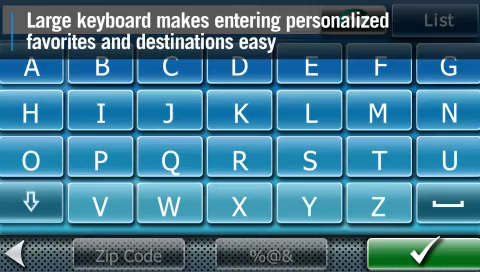 Large keyboard makes entering personalized
favorites and destinations easy
List
A B C D E F G
H I J K L M N
O P Q R S T U
V W X Y Z
Zip Code %@&